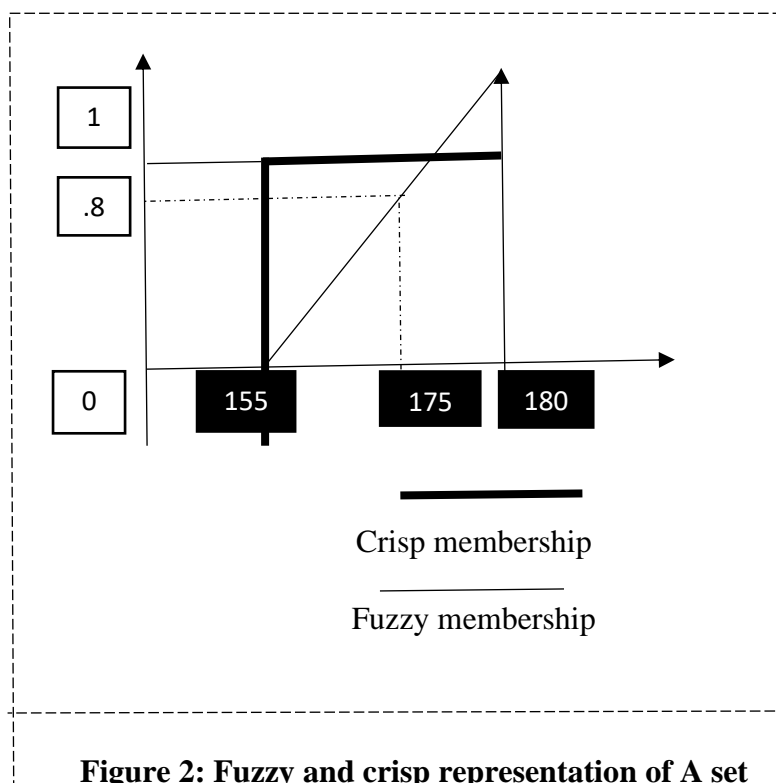 1
.8
0
155
175
180
Crisp membership
Fuzzy membership
Figure 2: Fuzzy and crisp representation of A set